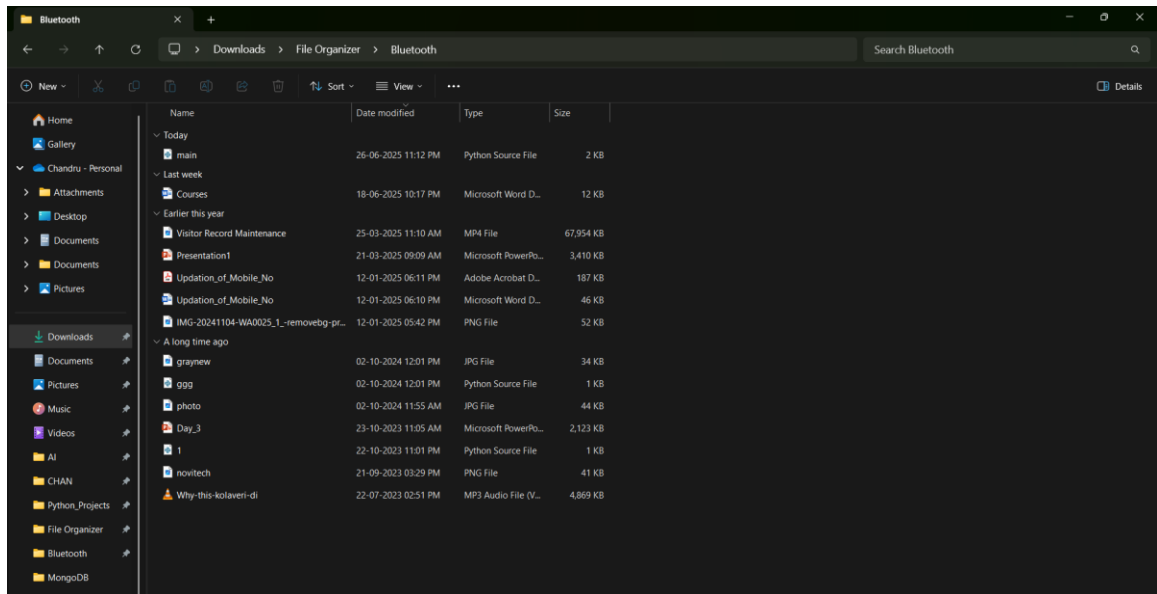 Bluetooth
Downloads > File Organizer > Bluetooth
Search Bluetooth
New
Sort
View
Details
Home
Gallery
Chandru - Personal
Attachments
Desktop
Documents
Documents
Pictures
Downloads
Documents
Pictures
Music
Videos
AI
CHAN
Python_Projects
File Organizer
Bluetooth
MongoDB
Name Date modified Type Size
Today
main 26-06-2025 11:12 PM Python Source File 2 KB
Last week
Courses 18-06-2025 10:17 PM Microsoft Word D... 12 KB
Earlier this year
Visitor Record Maintenance 25-03-2025 11:10 AM MP4 File 67,954 KB
Presentation1 21-03-2025 09:09 AM Microsoft PowerPo... 3,410 KB
Updation_of_Mobile_No 12-01-2025 06:11 PM Adobe Acrobat D... 187 KB
Updation_of_Mobile_No 12-01-2025 06:10 PM Microsoft Word D... 46 KB
IMG-20241104-WA0025_1_-removebg-pr... 12-01-2025 05:42 PM PNG File 52 KB
A long time ago
graynew 02-10-2024 12:01 PM JPG File 34 KB
ggg 02-10-2024 12:01 PM Python Source File 1 KB
photo 02-10-2024 11:55 AM JPG File 44 KB
Day_3 23-10-2023 11:05 AM Microsoft PowerPo... 2,123 KB
1 22-10-2023 11:01 PM Python Source File 1 KB
novitech 21-09-2023 03:29 PM PNG File 41 KB
Why-this-kolaveri-di 22-07-2023 02:51 PM MP3 Audio File (V... 4,869 KB